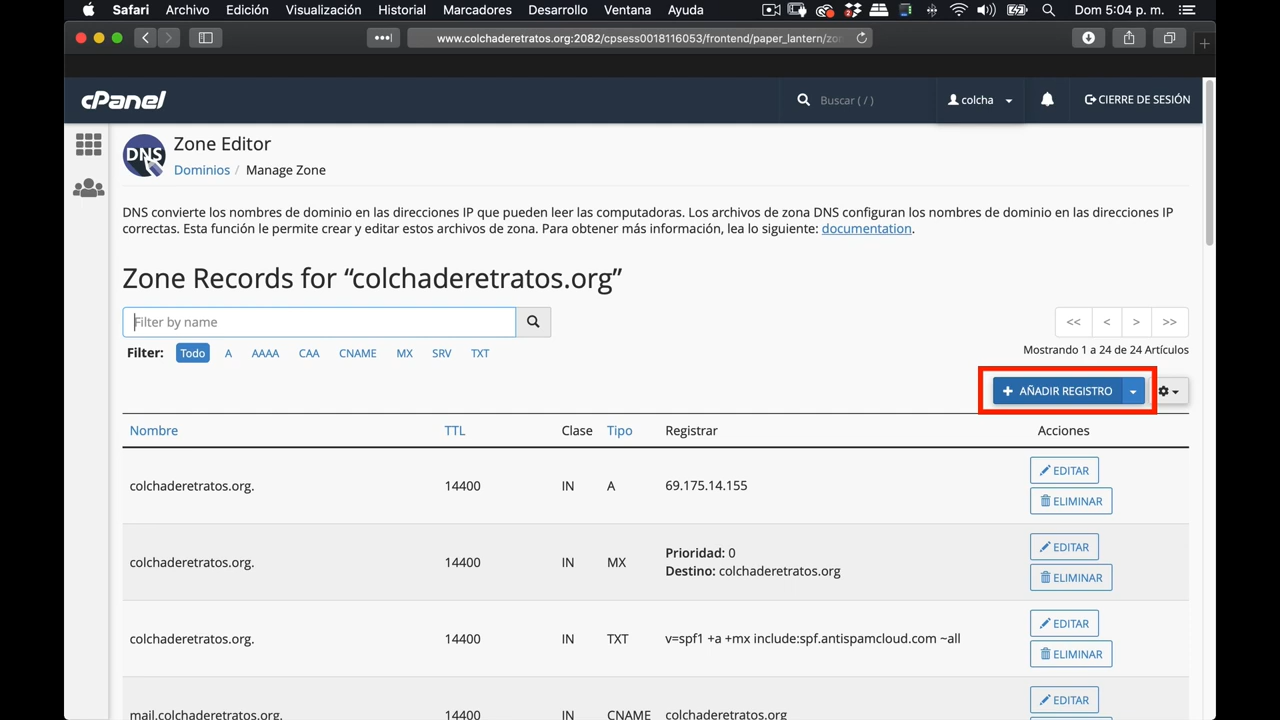 Safari Archivo Edición Visualización Historial Marcadores Desarrollo Ventana Ayuda Dom 5:04 p. m.
www.colchaderetratos.org:2082/cpsess0018116053/frontend/paper_lantern/zo
cPanel Buscar ( / ) colcha CIERRE DE SESIÓN
DNS Zone Editor
Dominios / Manage Zone
DNS convierte los nombres de dominio en las direcciones IP que pueden leer las computadoras. Los archivos de zona DNS configuran los nombres de dominio en las direcciones IP
correctas. Esta función le permite crear y editar estos archivos de zona. Para obtener más información, lea lo siguiente: documentation.
Zone Records for “colchaderetratos.org”
Filter by name << < > >>
Filter: Todo A AAAA CAA CNAME MX SRV TXT Mostrando 1 a 24 de 24 Artículos
+ AÑADIR REGISTRO
Nombre TTL Clase Tipo Registrar Acciones
colchaderetratos.org. 14400 IN A 69.175.14.155 EDITAR
ELIMINAR
colchaderetratos.org. 14400 IN MX Prioridad: 0 EDITAR
Destino: colchaderetratos.org ELIMINAR
colchaderetratos.org. 14400 IN TXT v=spf1 +a +mx include:spf.antispamcloud.com ~all EDITAR
ELIMINAR
mail.colchaderetratos.org. 14400 IN CNAME colchaderetratos.org EDITAR